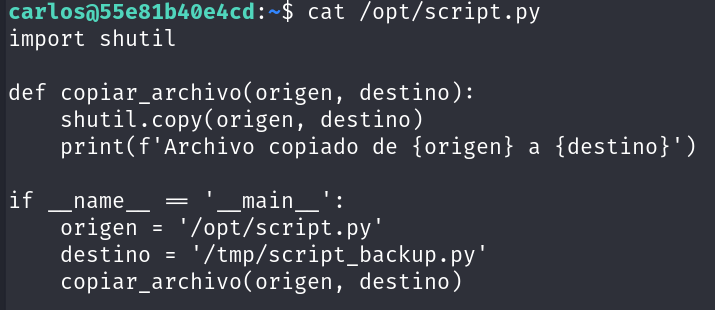 carlos@55e81b40e4cd:~$ cat /opt/script.py
import shutil

def copiar_archivo(origen, destino):
    shutil.copy(origen, destino)
    print(f'Archivo copiado de {origen} a {destino}')

if __name__ == '__main__':
    origen = '/opt/script.py'
    destino = '/tmp/script_backup.py'
    copiar_archivo(origen, destino)